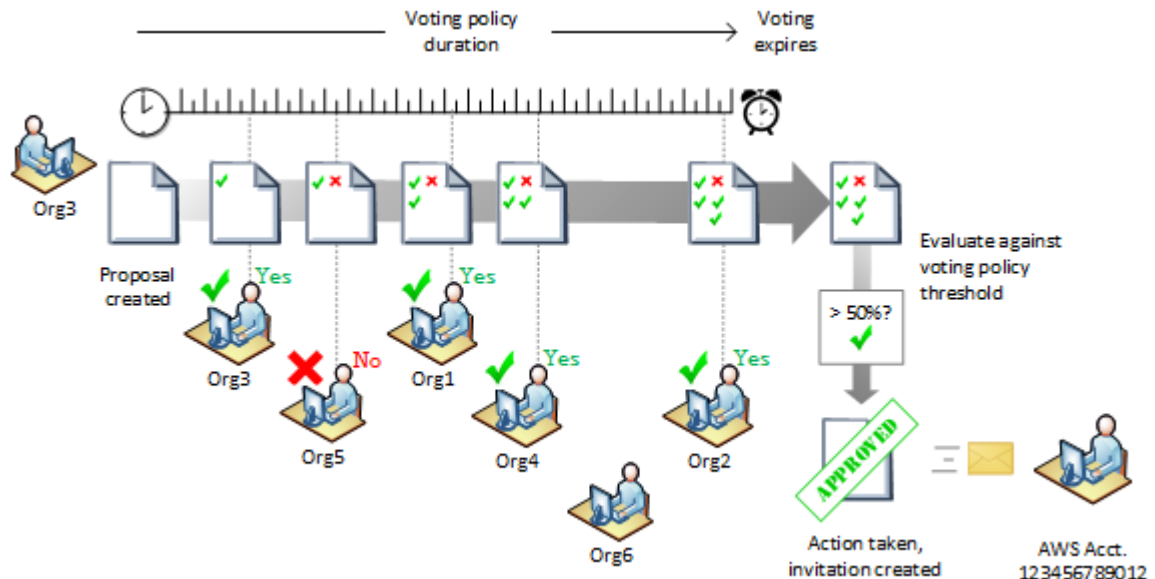 Voting policy
duration
Voting
expires
Org3
Proposal
created
Yes
Org3
No
Org5
Yes
Org1
Yes
Org4
Org6
Yes
Org2
Evaluate against
voting policy
threshold
> 50%?
APPROVED
Action taken,
invitation created
AWS Acct.
123456789012